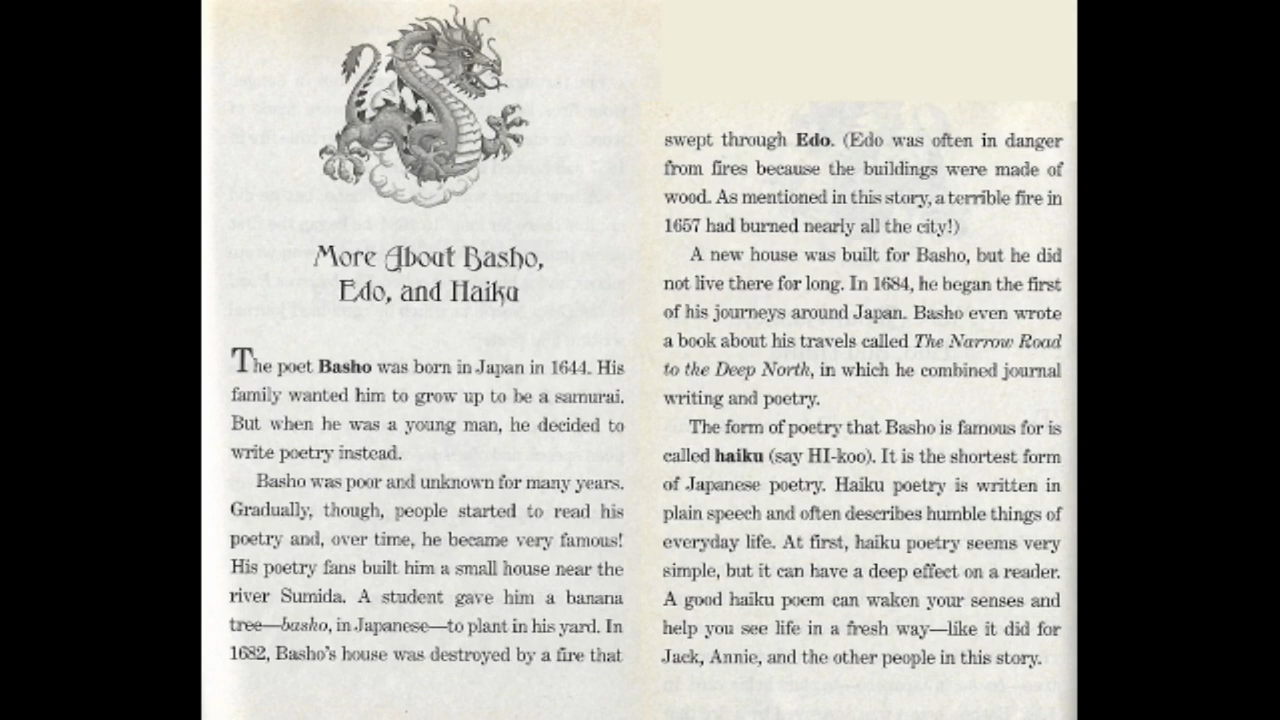 More About Basho,
Edo, and Haiku
The poet Basho was born in Japan in 1644. His
family wanted him to grow up to be a samurai.
But when he was a young man, he decided to
write poetry instead.
Basho was poor and unknown for many years.
Gradually, though, people started to read his
poetry and, over time, he became very famous!
His poetry fans built him a small house near the
river Sumida. A student gave him a banana
tree—basho, in Japanese—to plant in his yard. In
1682, Basho's house was destroyed by a fire that
swept through Edo. (Edo was often in danger
from fires because the buildings were made of
wood. As mentioned in this story, a terrible fire in
1657 had burned nearly all the city!)
A new house was built for Basho, but he did
not live there for long. In 1684, he began the first
of his journeys around Japan. Basho even wrote
a book about his travels called The Narrow Road
to the Deep North, in which he combined journal
writing and poetry.
The form of poetry that Basho is famous for is
called haiku (say HI-koo). It is the shortest form
of Japanese poetry. Haiku poetry is written in
plain speech and often describes humble things of
everyday life. At first, haiku poetry seems very
simple, but it can have a deep effect on a reader.
A good haiku poem can waken your senses and
help you see life in a fresh way—like it did for
Jack, Annie, and the other people in this story.